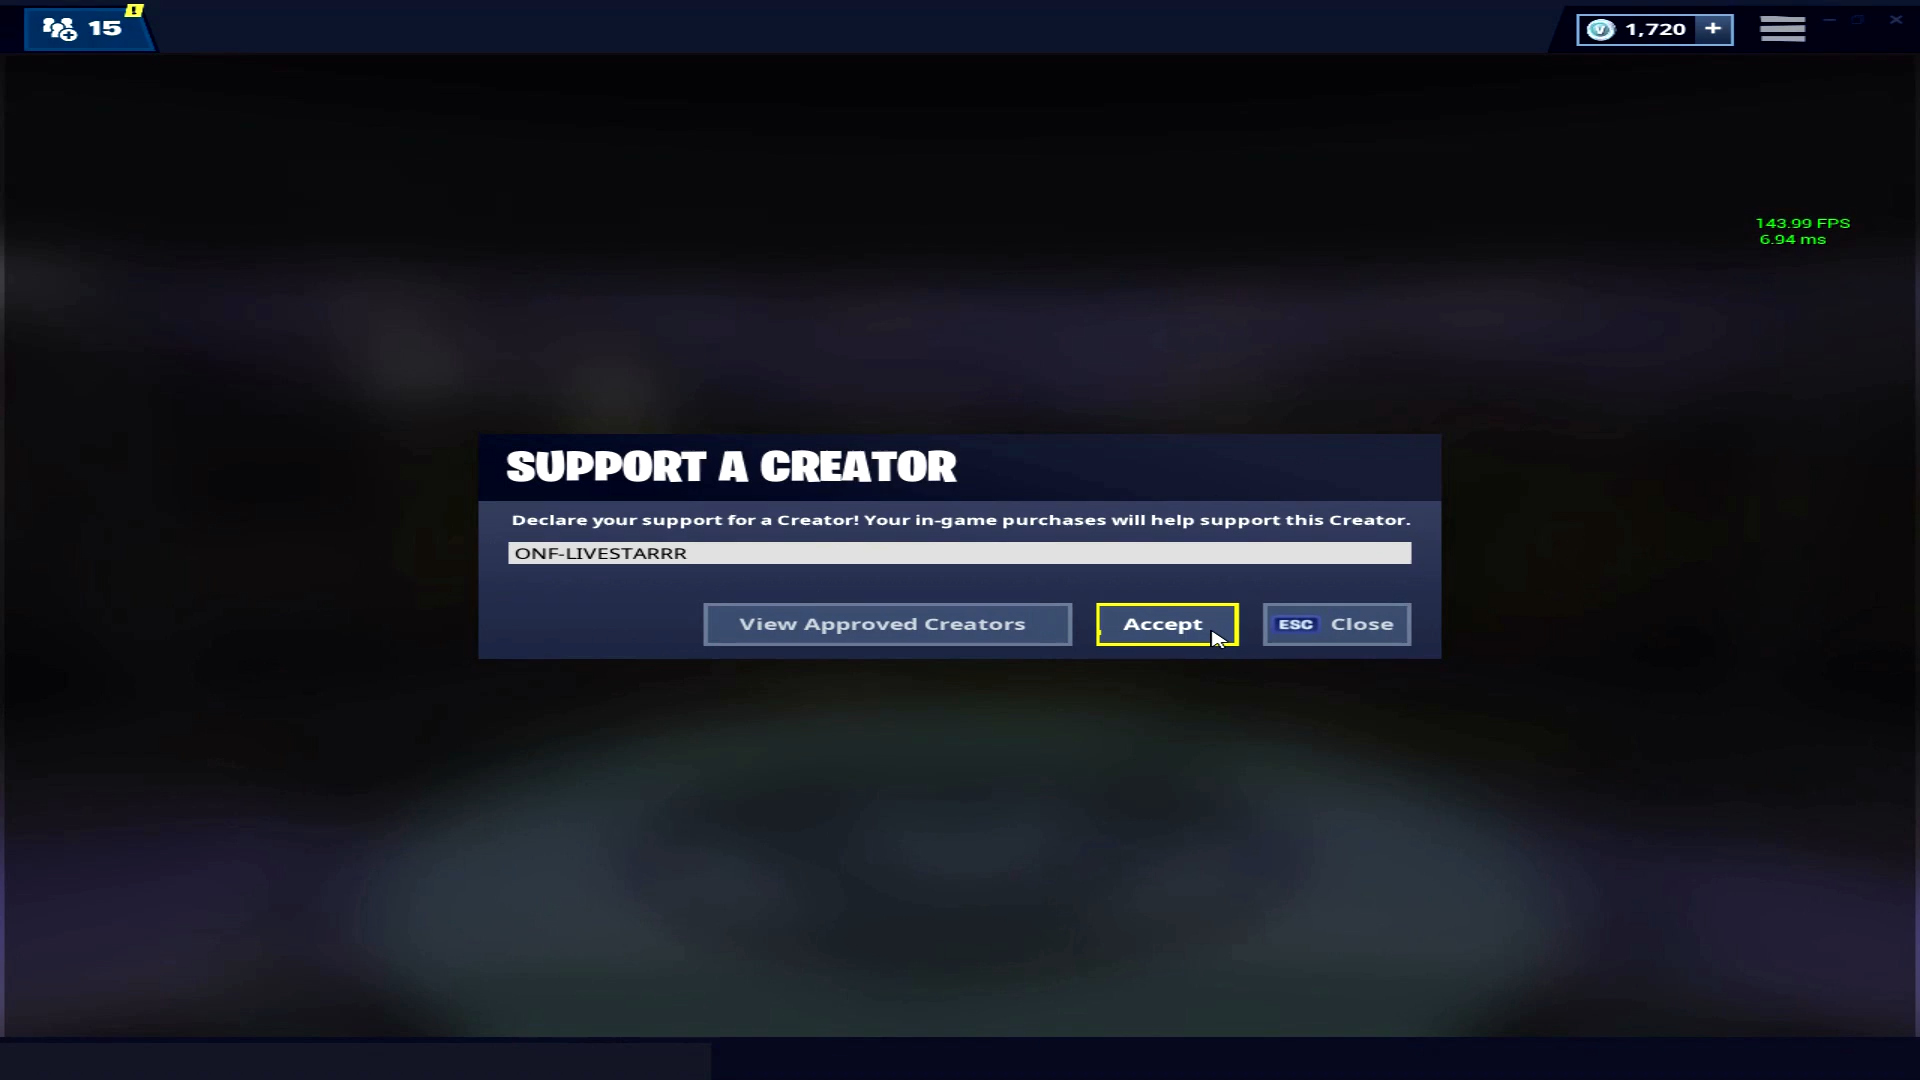 15
!
1,720 +
143.99 FPS
6.94 ms
SUPPORT A CREATOR
Declare your support for a Creator! Your in-game purchases will help support this Creator.
ONF-LIVESTARRR
View Approved Creators
Accept
ESC Close